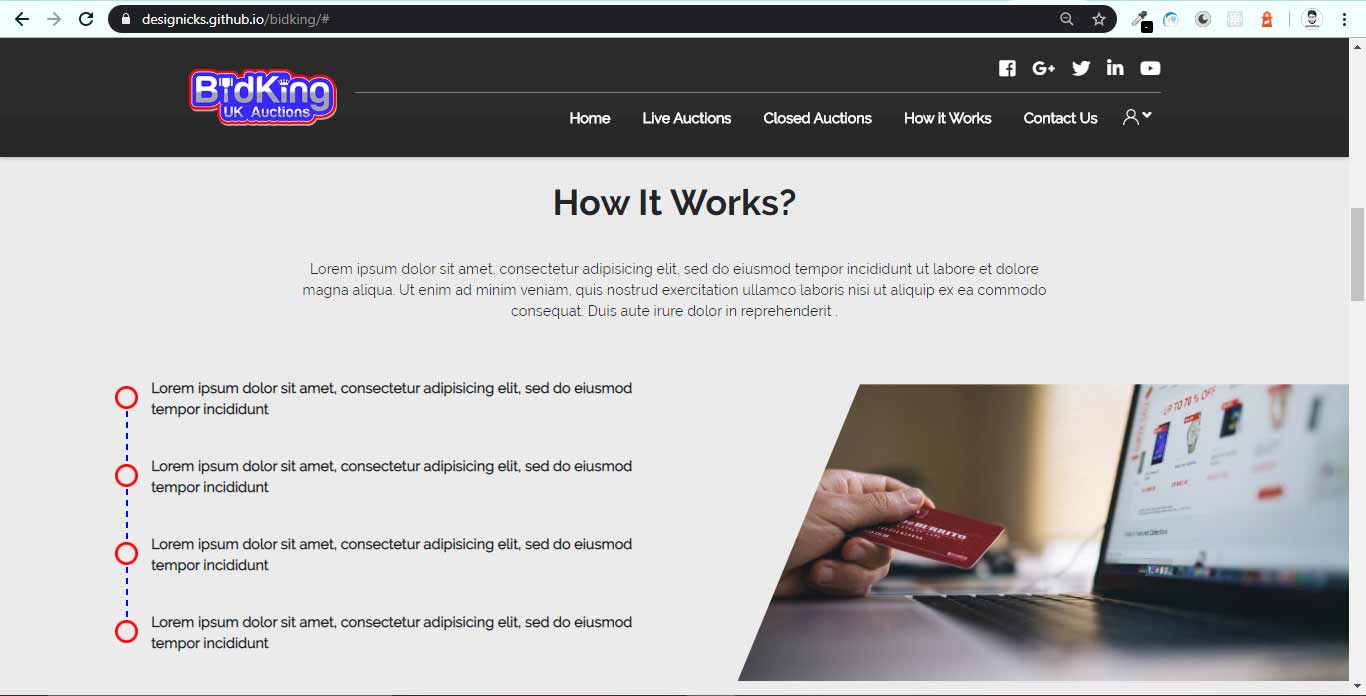 designicks.github.io/bidking/#
BidKing
UK Auctions
Home Live Auctions Closed Auctions How it Works Contact Us
How It Works?
Lorem ipsum dolor sit amet, consectetur adipisicing elit, sed do eiusmod tempor incididunt ut labore et dolore
magna aliqua. Ut enim ad minim veniam, quis nostrud exercitation ullamco laboris nisi ut aliquip ex ea commodo
consequat. Duis aute irure dolor in reprehenderit .
Lorem ipsum dolor sit amet, consectetur adipisicing elit, sed do eiusmod
tempor incididunt
Lorem ipsum dolor sit amet, consectetur adipisicing elit, sed do eiusmod
tempor incididunt
Lorem ipsum dolor sit amet, consectetur adipisicing elit, sed do eiusmod
tempor incididunt
Lorem ipsum dolor sit amet, consectetur adipisicing elit, sed do eiusmod
tempor incididunt
UP TO 70 % OFF
BURRITO